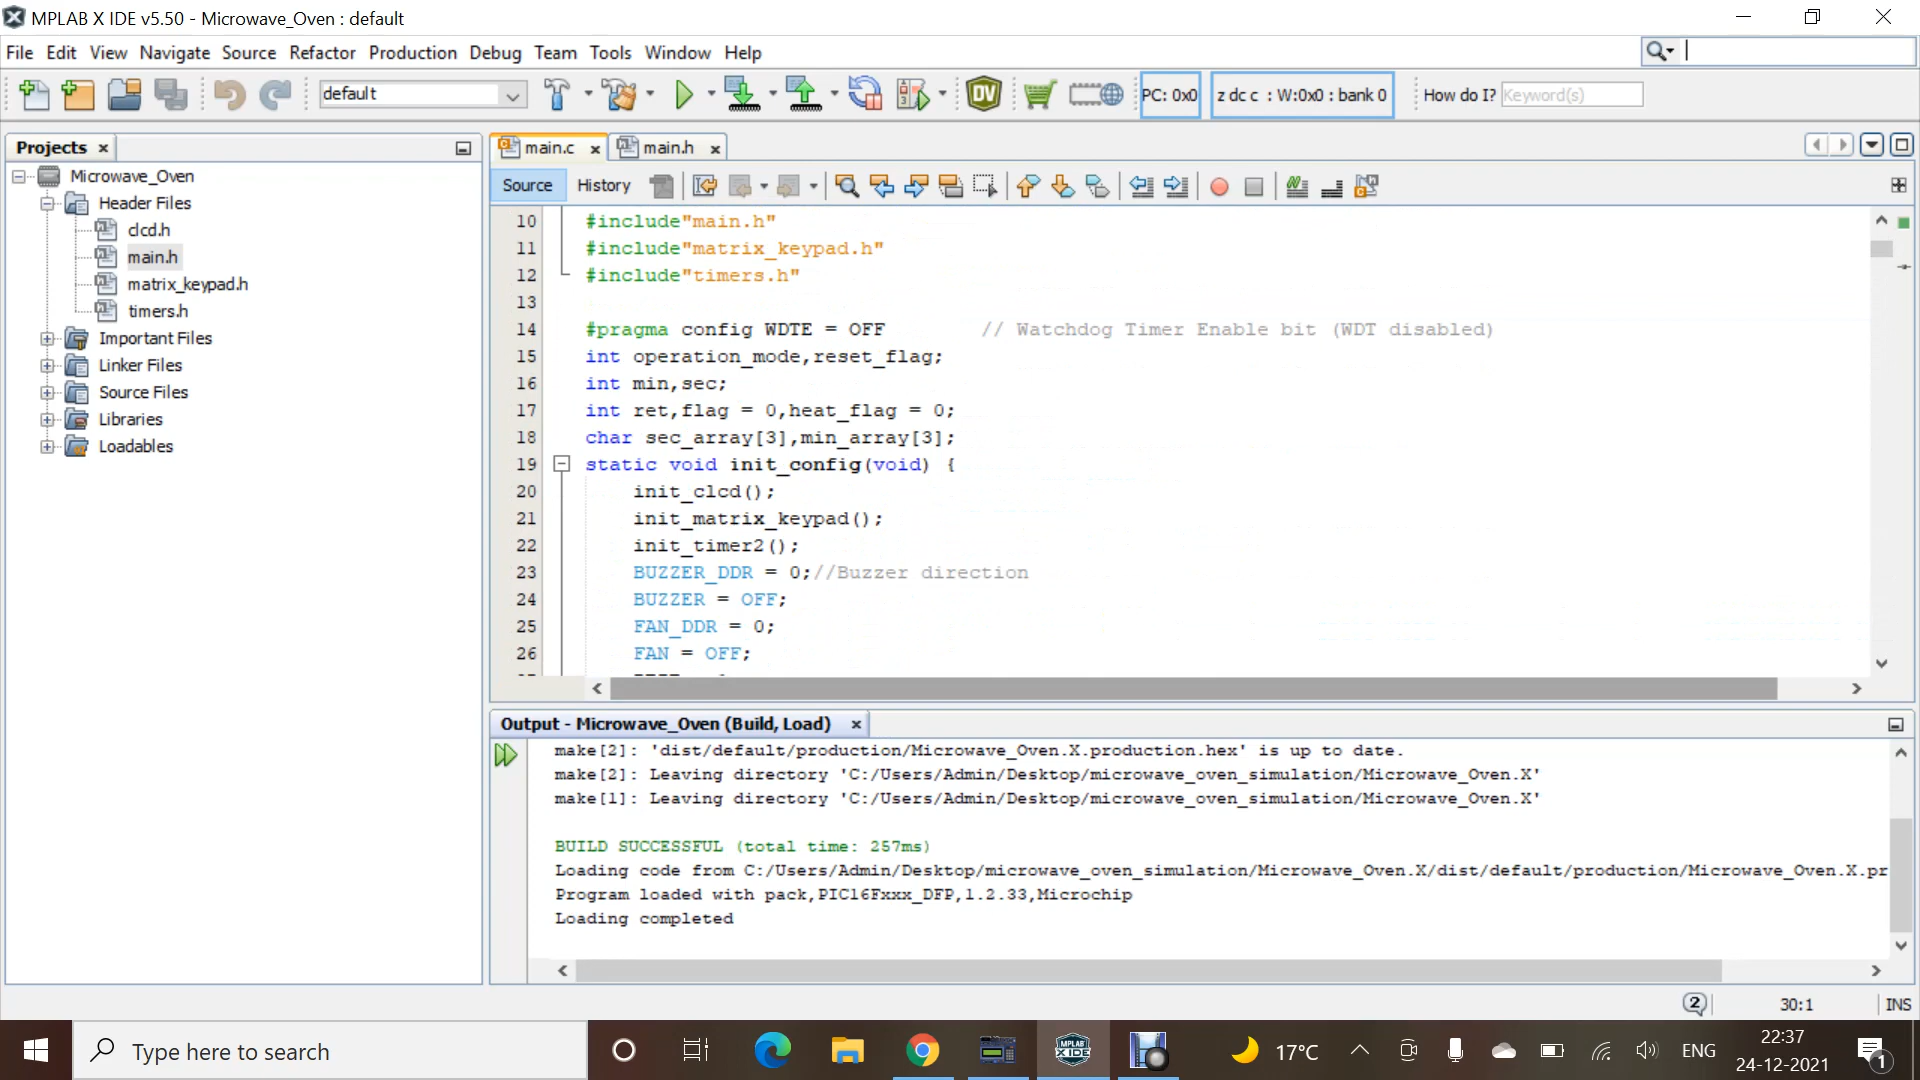 MPLAB X IDE v5.50 - Microwave_Oven : default
File Edit View Navigate Source Refactor Production Debug Team Tools Window Help
default
PC: 0x0
z dc c : W:0x0 : bank 0
How do I? Keyword(s)
Projects
main.c
main.h
Source History
Microwave_Oven
Header Files
clcd.h
main.h
matrix_keypad.h
timers.h
Important Files
Linker Files
Source Files
Libraries
Loadables
10 #include"main.h"
11 #include"matrix_keypad.h"
12 #include"timers.h"
13
14 #pragma config WDTE = OFF // Watchdog Timer Enable bit (WDT disabled)
15 int operation_mode,reset_flag;
16 int min,sec;
17 int ret,flag = 0,heat_flag = 0;
18 char sec_array[3],min_array[3];
19 static void init_config(void) {
20 init_clcd();
21 init_matrix_keypad();
22 init_timer2();
23 BUZZER_DDR = 0;//Buzzer direction
24 BUZZER = OFF;
25 FAN_DDR = 0;
26 FAN = OFF;
Output - Microwave_Oven (Build, Load)
make[2]: 'dist/default/production/Microwave_Oven.X.production.hex' is up to date.
make[2]: Leaving directory 'C:/Users/Admin/Desktop/microwave_oven_simulation/Microwave_Oven.X'
make[1]: Leaving directory 'C:/Users/Admin/Desktop/microwave_oven_simulation/Microwave_Oven.X'
BUILD SUCCESSFUL (total time: 257ms)
Loading code from C:/Users/Admin/Desktop/microwave_oven_simulation/Microwave_Oven.X/dist/default/production/Microwave_Oven.X.pr
Program loaded with pack,PIC16Fxxx_DFP,1.2.33,Microchip
Loading completed
2
30:1
INS
Type here to search
MPLAB X IDE
17°C
ENG
22:37
24-12-2021
1